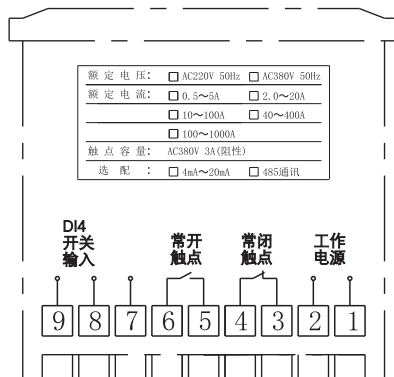 额定电压: □ AC220V 50Hz □ AC380V 50Hz
额定电流: □ 0.5～5A □ 2.0～20A
□ 10～100A □ 40～400A
□ 100～1000A
触点容量: AC380V 3A(阻性)
选配: □ 4mA～20mA □ 485通讯
DI4
开关
输入
常开
触点
常闭
触点
工作
电源
9 8 7 6 5 4 3 2 1